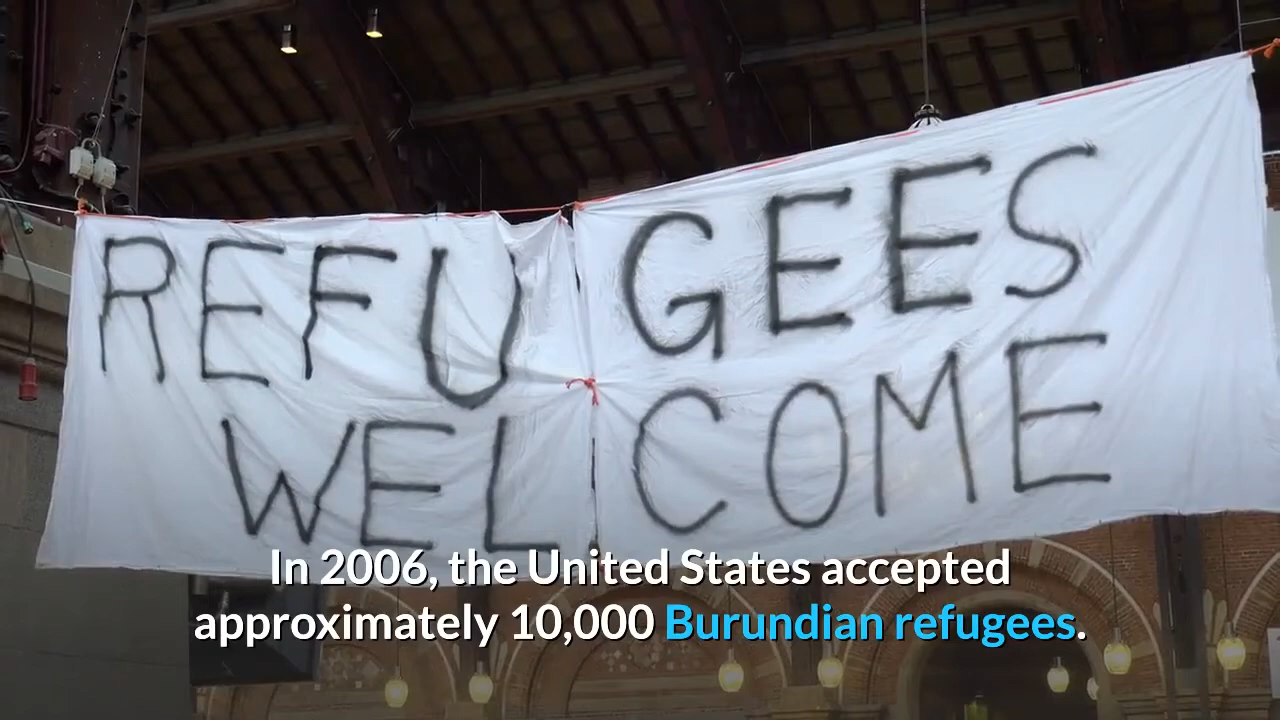 REFUGEES
WELCOME
In 2006, the United States accepted
approximately 10,000 Burundian refugees.